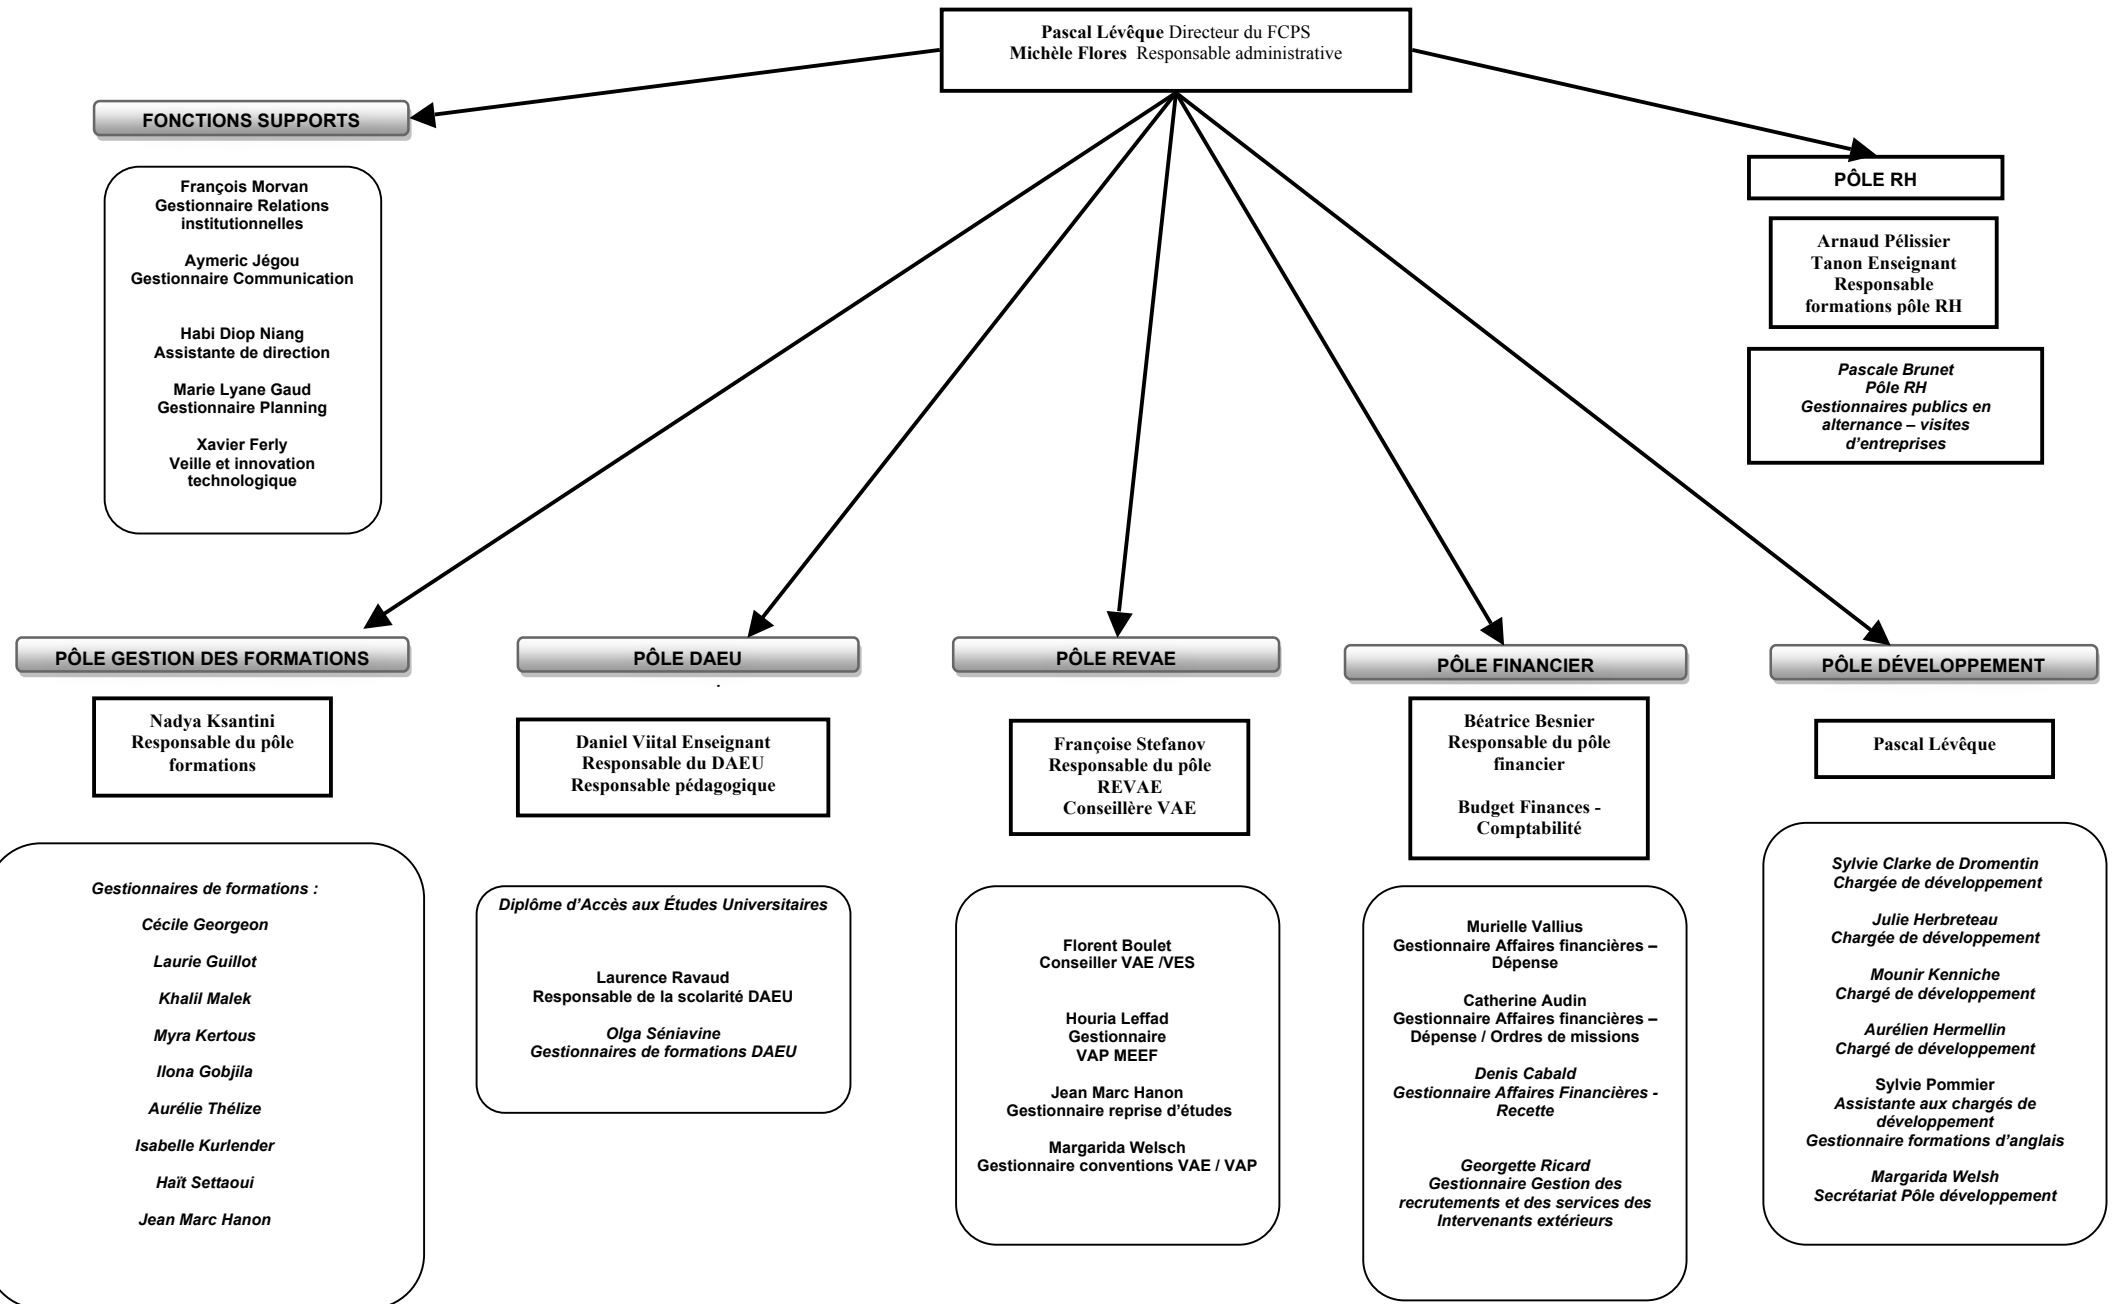 Pascal Lévêque Directeur du FCPS
Michèle Flores Responsable administrative
FONCTIONS SUPPORTS
François Morvan
Gestionnaire Relations
institutionnelles
Aymeric Jégou
Gestionnaire Communication
Habi Diop Niang
Assistante de direction
Marie Lyane Gaud
Gestionnaire Planning
Xavier Ferly
Veille et innovation
technologique
PÔLE RH
Arnaud Pélissier
Tanon Enseignant
Responsable
formations pôle RH
Pascale Brunet
Pôle RH
Gestionnaires publics en
alternance – visites
d’entreprises
PÔLE GESTION DES FORMATIONS
Nadya Ksantini
Responsable du pôle
formations
Gestionnaires de formations :
Cécile Georgeon
Laurie Guillot
Khalil Malek
Myra Kertous
Ilona Gobjila
Aurélie Thélize
Isabelle Kurlender
Haït Settaoui
Jean Marc Hanon
PÔLE DAEU
.
Daniel Viital Enseignant
Responsable du DAEU
Responsable pédagogique
Diplôme d’Accès aux Études Universitaires
Laurence Ravaud
Responsable de la scolarité DAEU
Olga Séniavine
Gestionnaires de formations DAEU
PÔLE REVAE
Françoise Stefanov
Responsable du pôle
REVAE
Conseillère VAE
Florent Boulet
Conseiller VAE /VES
Houria Leffad
Gestionnaire
VAP MEEF
Jean Marc Hanon
Gestionnaire reprise d’études
Margarida Welsch
Gestionnaire conventions VAE / VAP
PÔLE FINANCIER
Béatrice Besnier
Responsable du pôle
financier
Budget Finances -
Comptabilité
Murielle Vallius
Gestionnaire Affaires financières –
Dépense
Catherine Audin
Gestionnaire Affaires financières –
Dépense / Ordres de missions
Denis Cabald
Gestionnaire Affaires Financières -
Recette
Georgette Ricard
Gestionnaire Gestion des
recrutements et des services des
Intervenants extérieurs
PÔLE DÉVELOPPEMENT
Pascal Lévêque
Sylvie Clarke de Dromentin
Chargée de développement
Julie Herbreteau
Chargée de développement
Mounir Kenniche
Chargé de développement
Aurélien Hermellin
Chargé de développement
Sylvie Pommier
Assistante aux chargés de
développement
Gestionnaire formations d’anglais
Margarida Welsh
Secrétariat Pôle développement